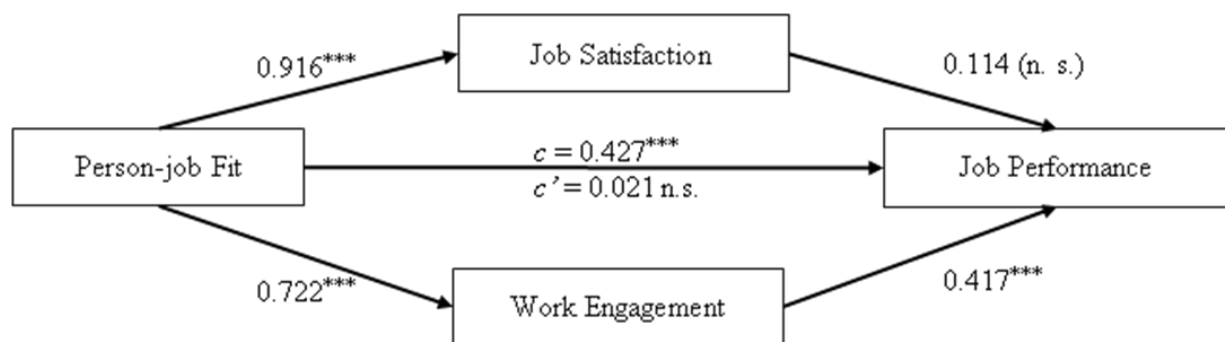 Job Satisfaction
0.916***
0.114 (n. s.)
Person-job Fit
c = 0.427***
c’ = 0.021 n.s.
Job Performance
0.722***
Work Engagement
0.417***